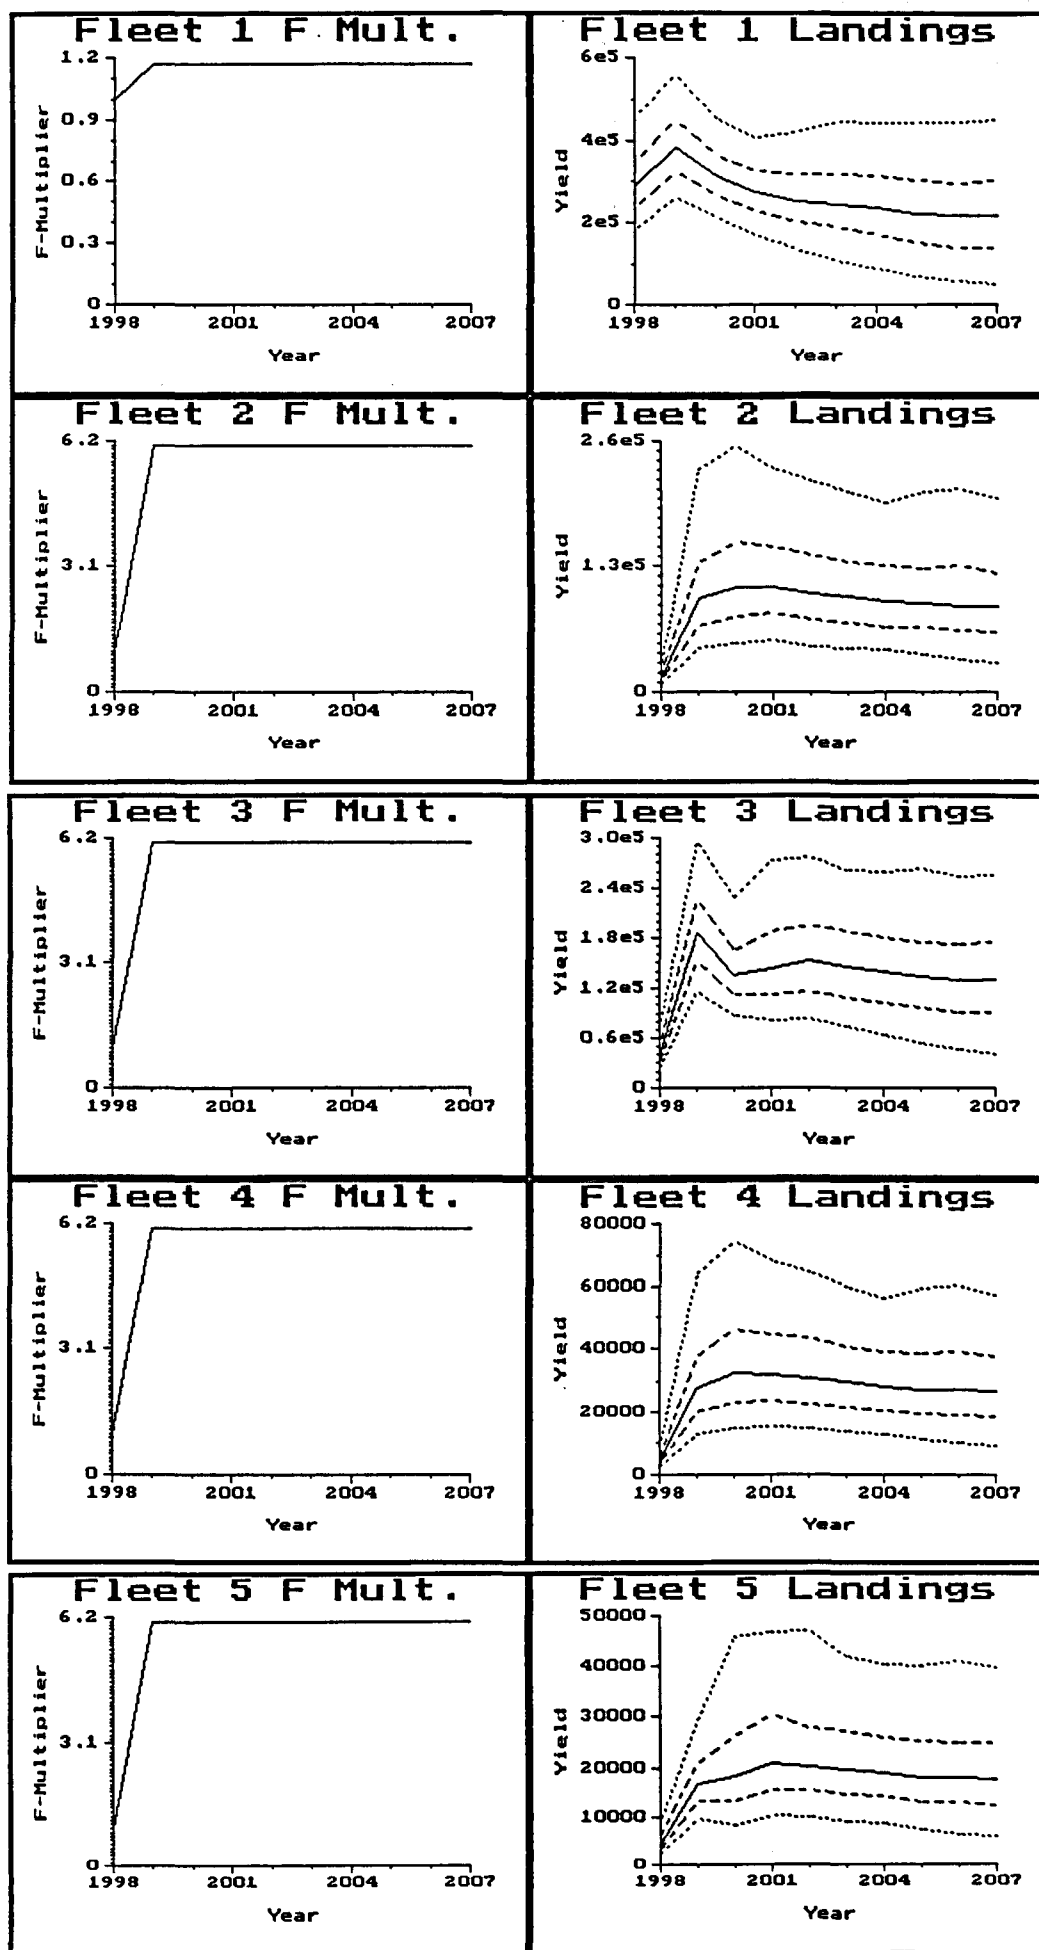 Fleet 1 F Mult.
1.2
0.9
0.6
0.3
0
F-Multiplier
1998 2001 2004 2007
Year
Fleet 1 Landings
6e5
4e5
2e5
0
Yield
1998 2001 2004 2007
Year
Fleet 2 F Mult.
6.2
3.1
0
F-Multiplier
1998 2001 2004 2007
Year
Fleet 2 Landings
2.6e5
1.3e5
0
Yield
1998 2001 2004 2007
Year
Fleet 3 F Mult.
6.2
3.1
0
F-Multiplier
1998 2001 2004 2007
Year
Fleet 3 Landings
3.0e5
2.4e5
1.8e5
1.2e5
0.6e5
0
Yield
1998 2001 2004 2007
Year
Fleet 4 F Mult.
6.2
3.1
0
F-Multiplier
1998 2001 2004 2007
Year
Fleet 4 Landings
80000
60000
40000
20000
0
Yield
1998 2001 2004 2007
Year
Fleet 5 F Mult.
6.2
3.1
0
F-Multiplier
1998 2001 2004 2007
Year
Fleet 5 Landings
50000
40000
30000
20000
10000
0
Yield
1998 2001 2004 2007
Year